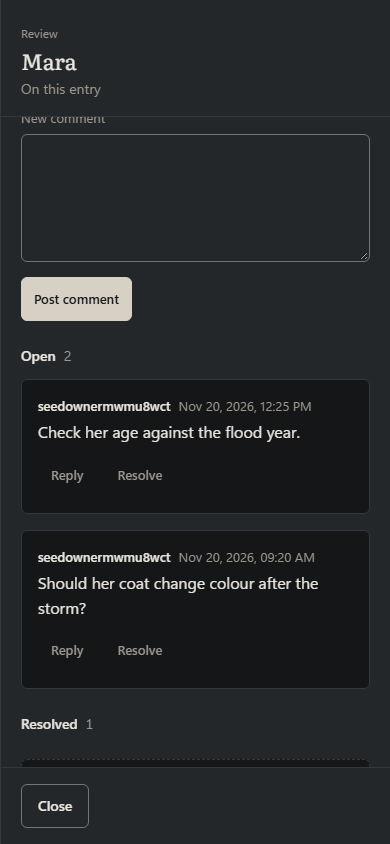 Review
Mara
On this entry
New comment
Post comment
Open 2
seedownermwmu8wct Nov 20, 2026, 12:25 PM
Check her age against the flood year.
Reply Resolve
seedownermwmu8wct Nov 20, 2026, 09:20 AM
Should her coat change colour after the
storm?
Reply Resolve
Resolved 1
Close